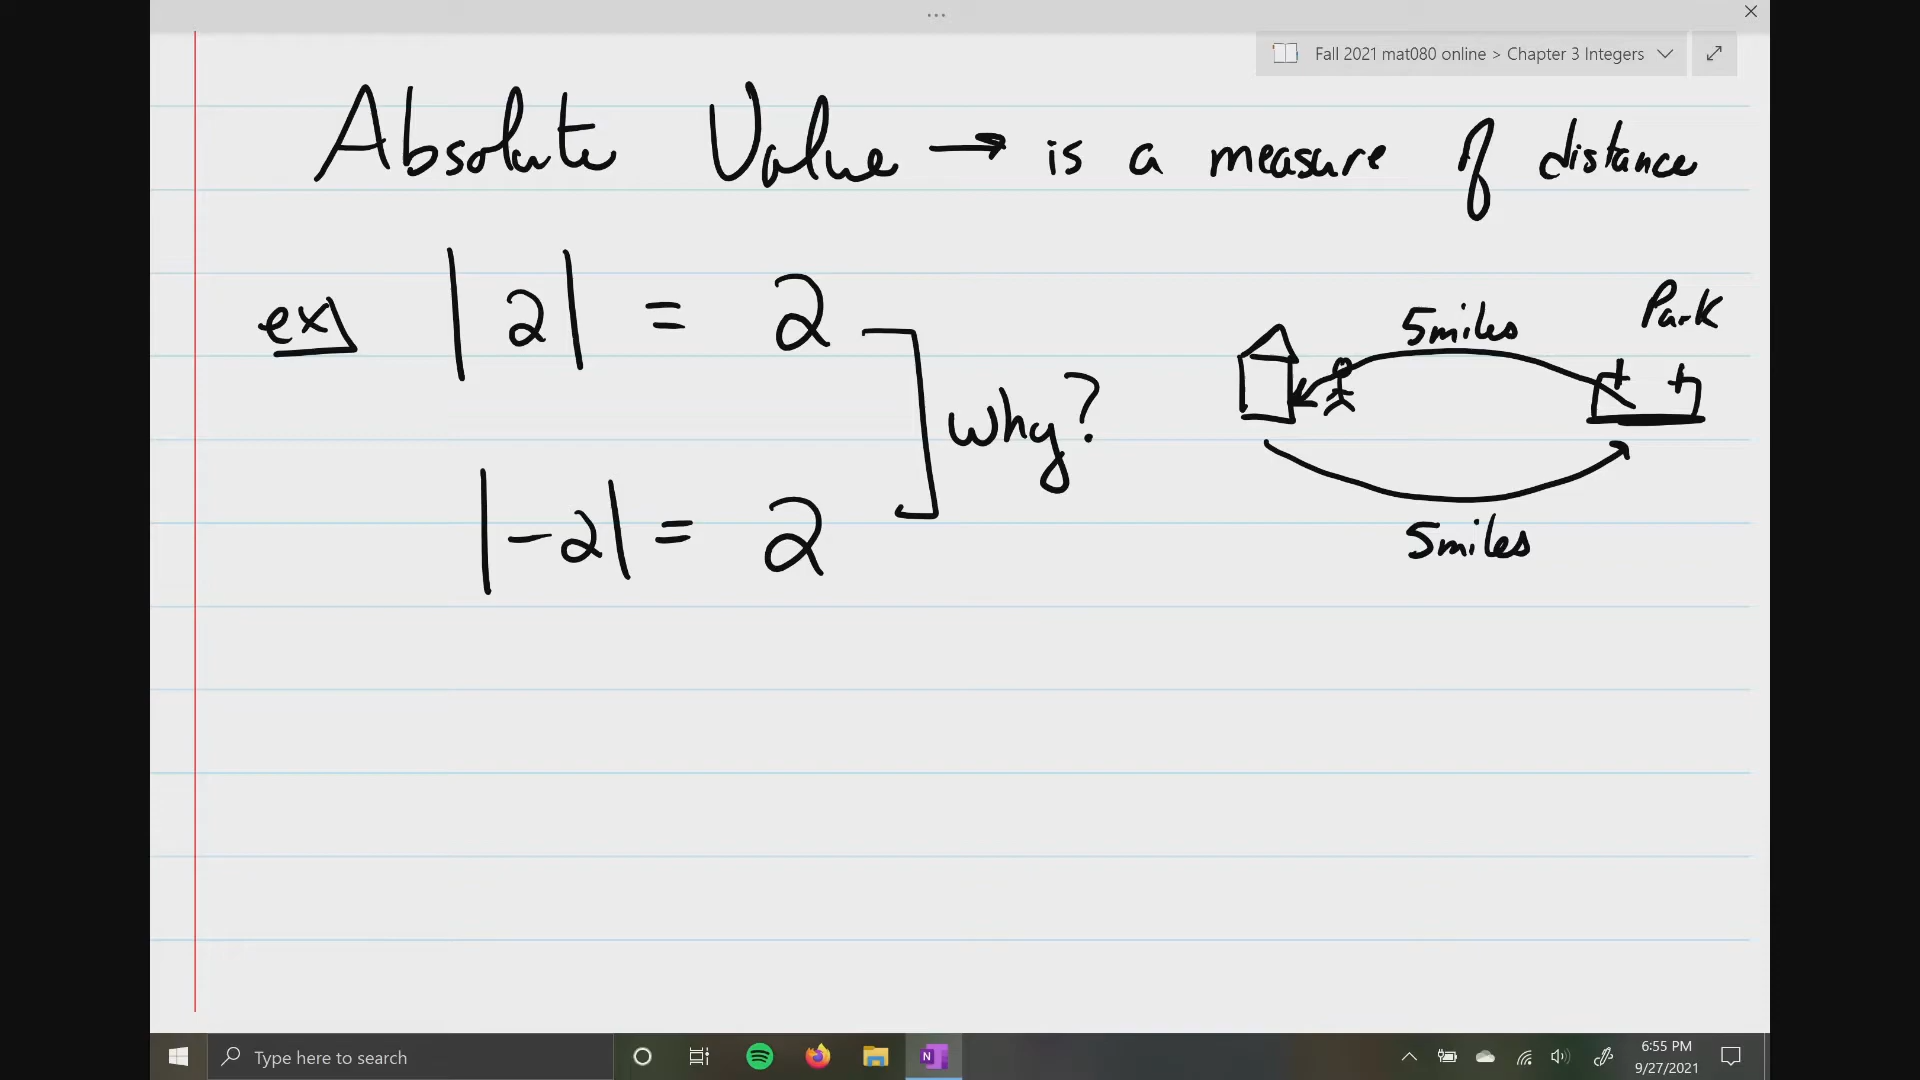 ...
Fall 2021 mat080 online > Chapter 3 Integers
Absolute Value → is a measure of distance
ex |2| = 2
Why?
|-2| = 2
Park
5miles
5miles
Type here to search
N
6:55 PM
9/27/2021